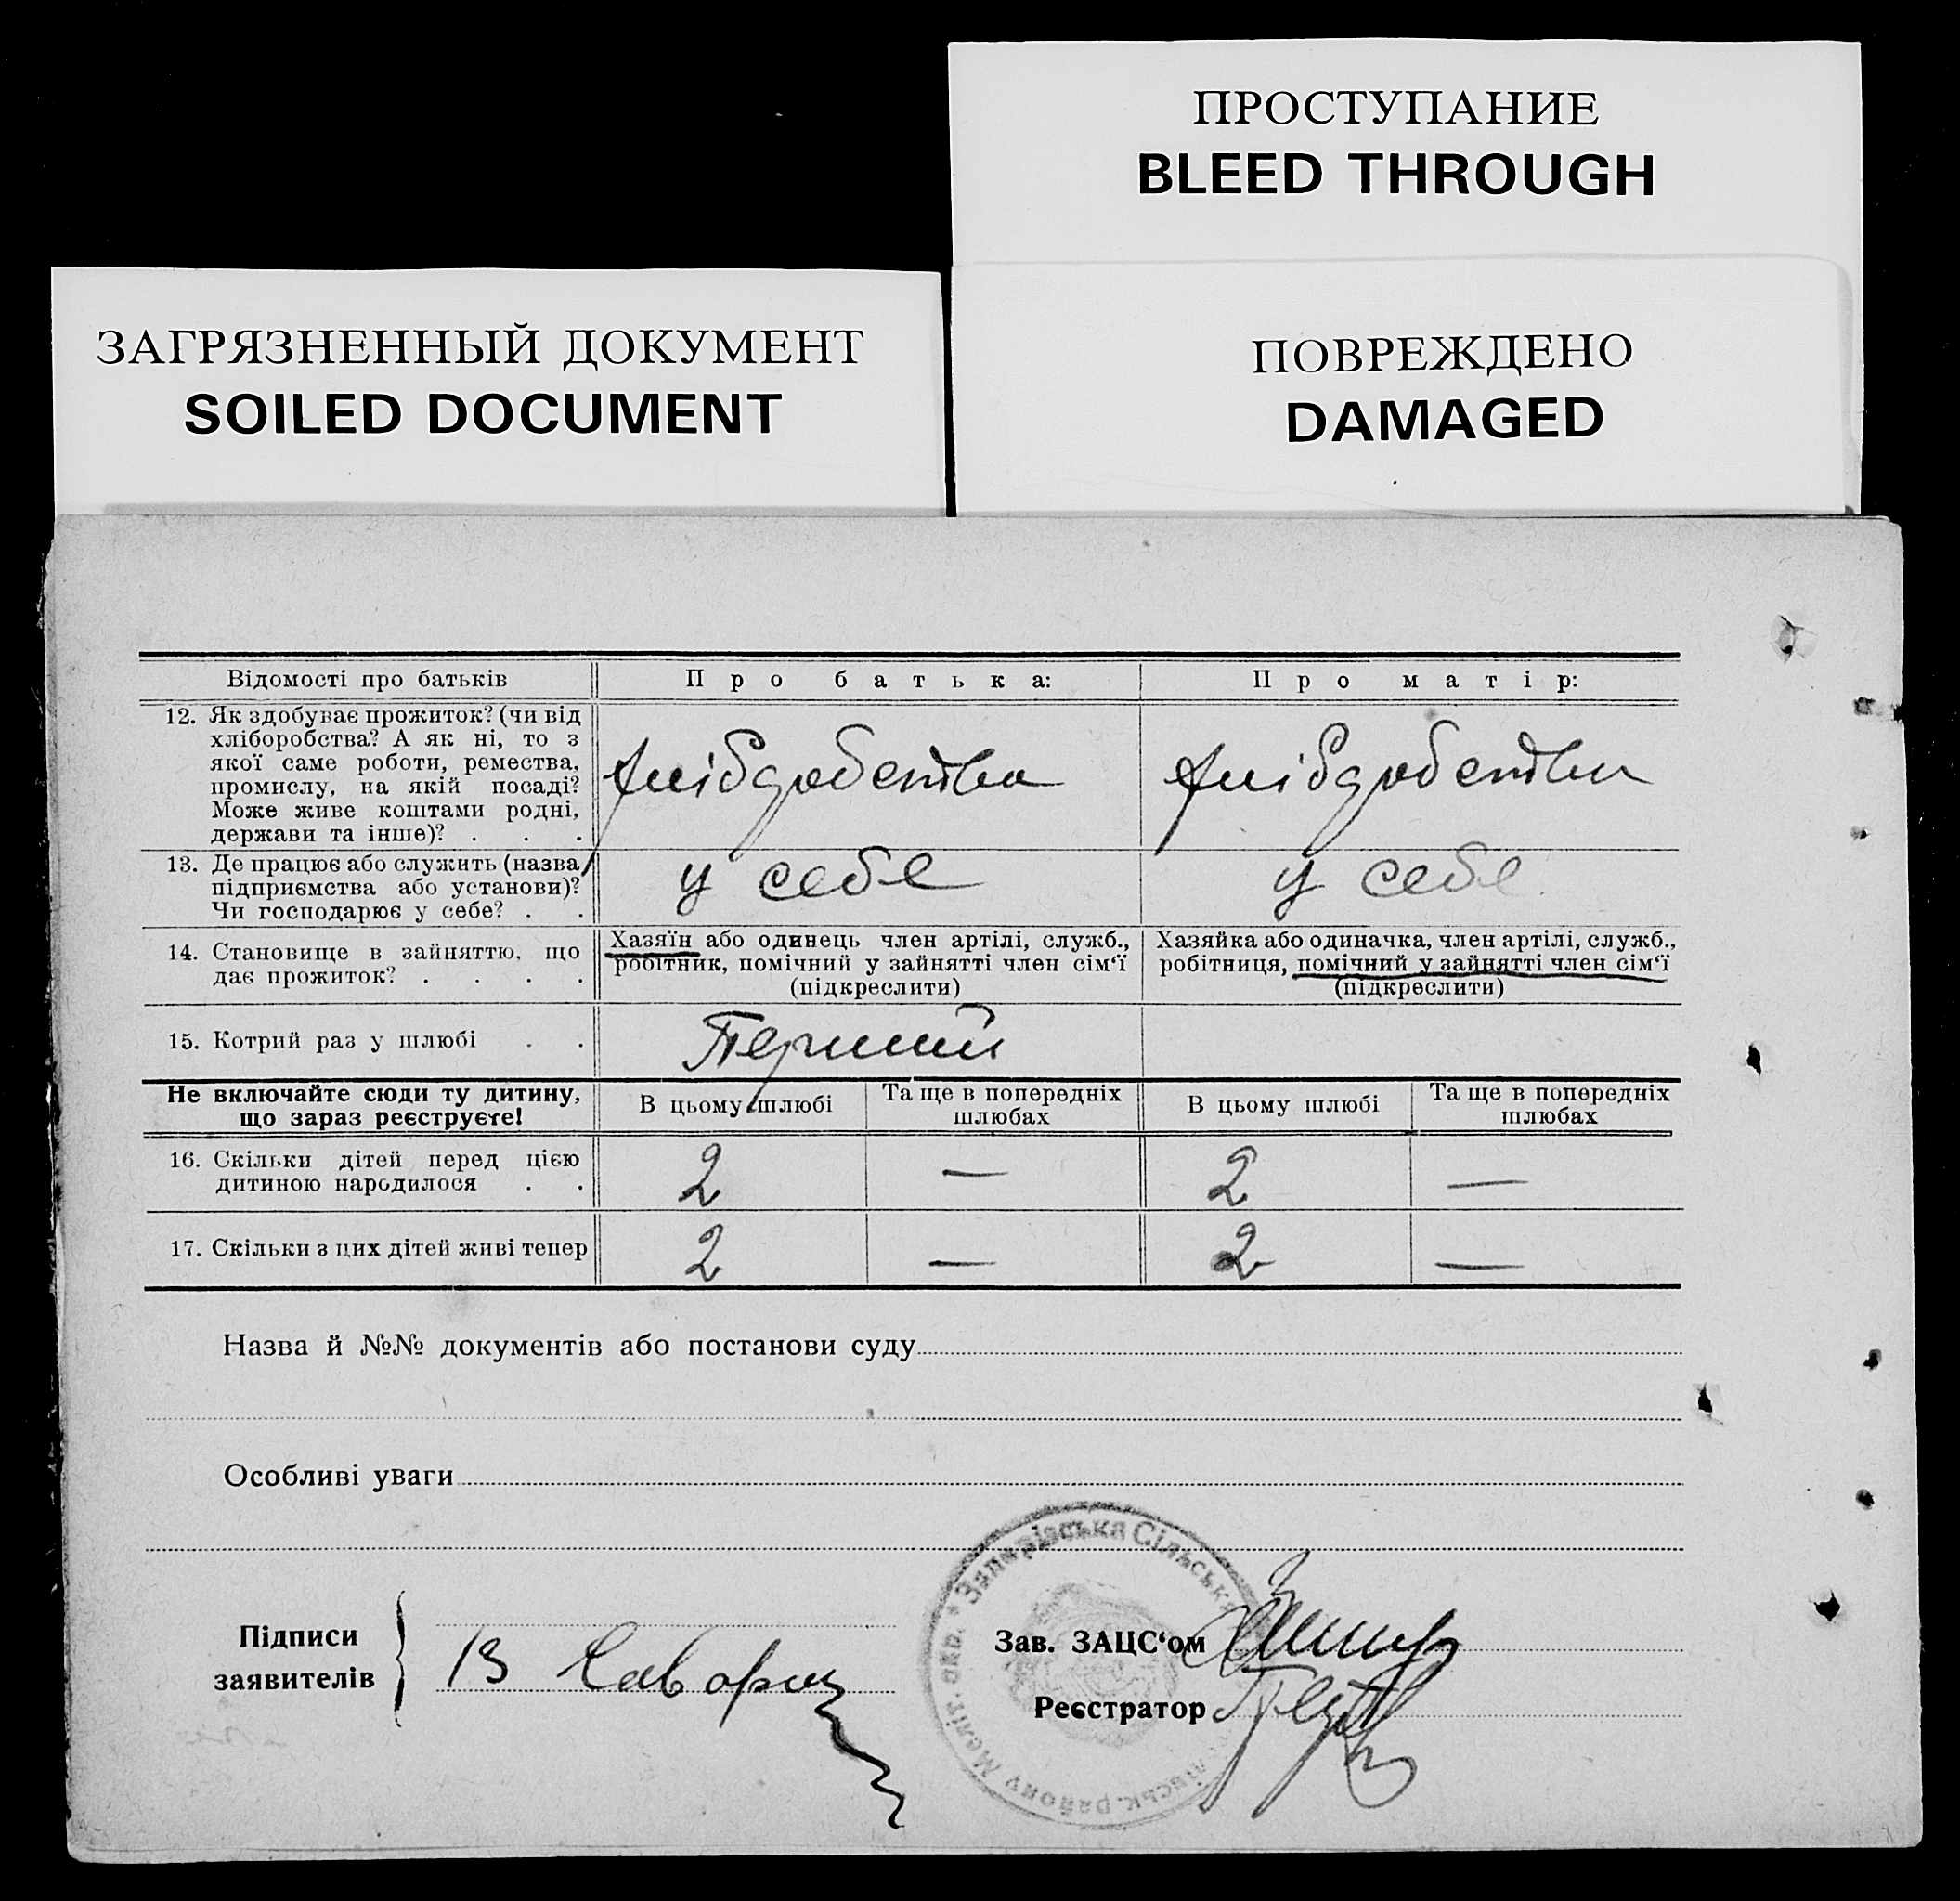 ПРОСТУПАНИЕ
BLEED THROUGH
ЗАГРЯЗНЕННЫЙ ДОКУМЕНТ
SOILED DOCUMENT
ПОВРЕЖДЕНО
DAMAGED
Відомості про батьків
Про батька:
Про матір:
12. Як здобуває прожиток? (чи від
хліборобства? А як ні, то з
якої саме роботи, ремества,
промислу, на якій посаді?
Може живе коштами родні,
держави та інше)? . . .
хлібороبства
хліборобства
13. Де працює або служить (назва
підприємства або установи)?
Чи господарює у себе? . .
у себе
у себе
14. Становище в зайняттю, що
дає прожиток? . . . .
Хазяїн або одинець член артілі, служб.,
робітник, помічний у зайнятті член сім‘ї
(підкреслити)
Хазяйка або одиначка, член артілі, служб.,
робітниця, помічний у зайнятті член сім‘ї
(підкреслити)
15. Котрий раз у шлюбі . .
Перший
Не включайте сюди ту дитину,
що зараз реєструєте!
В цьому шлюбі
Та ще в попередніх
шлюбах
В цьому шлюбі
Та ще в попередніх
шлюбах
16. Скільки дітей перед цією
дитиною народилося . .
2 — 2 —
17. Скільки з цих дітей живі тепер
2 — 2 —
Назва й №№ документів або постанови суду
Особливі уваги
Підписи
заявителів
Зав. ЗАЦС‘ом
Реєстратор
Сільська
району Меліт. окр.